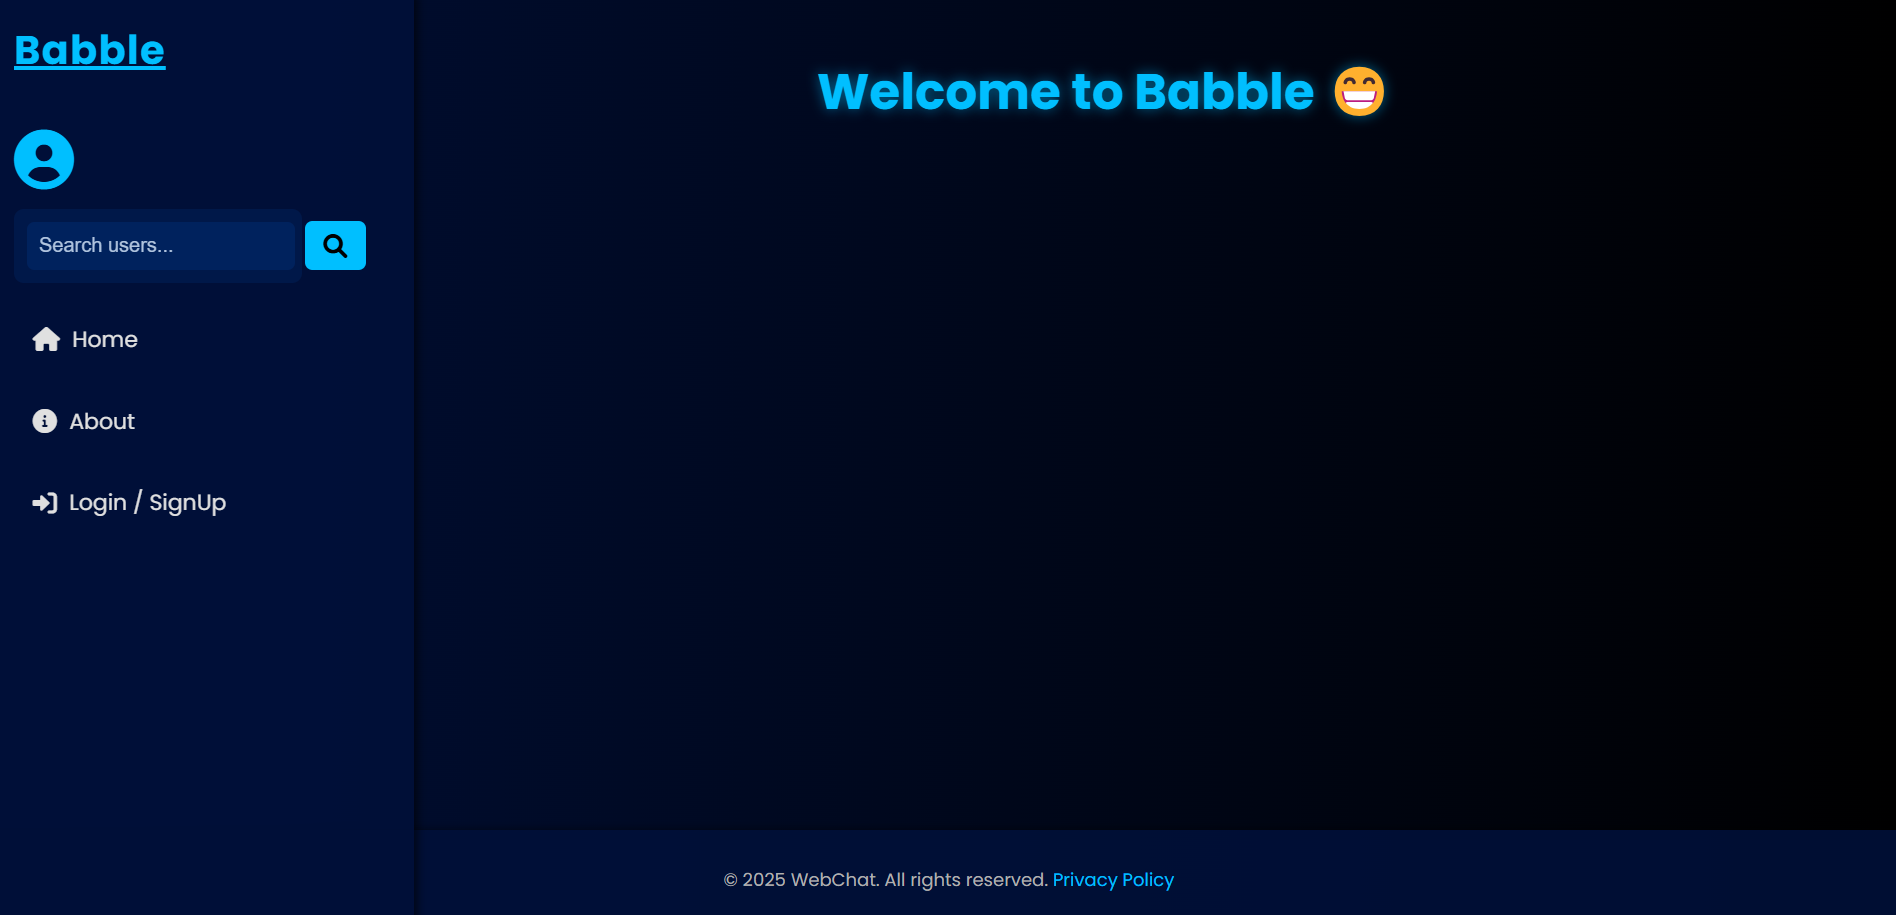 Babble
Search users...
Home
About
Login / SignUp
Welcome to Babble 😁
© 2025 WebChat. All rights reserved. Privacy Policy